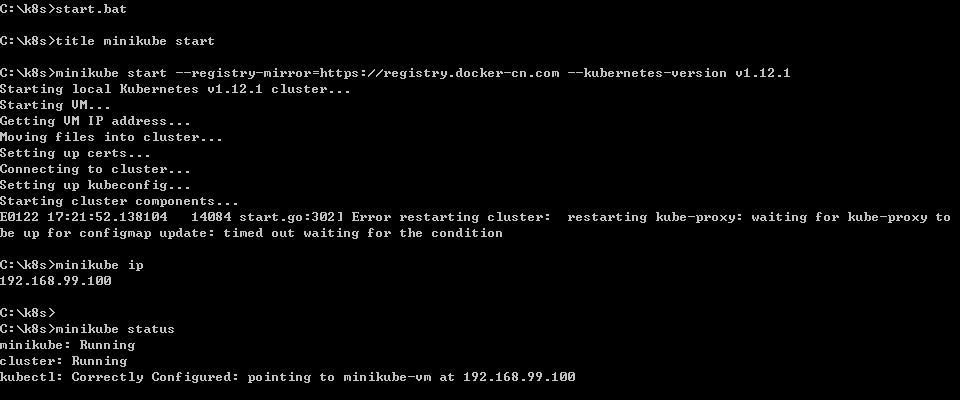 C:\k8s>start.bat
C:\k8s>title minikube start
C:\k8s>minikube start --registry-mirror=https://registry.docker-cn.com --kubernetes-version v1.12.1
Starting local Kubernetes v1.12.1 cluster...
Starting VM...
Getting VM IP address...
Moving files into cluster...
Setting up certs...
Connecting to cluster...
Setting up kubeconfig...
Starting cluster components...
E0122 17:21:52.138104   14084 start.go:302] Error restarting cluster:  restarting kube-proxy: waiting for kube-proxy to
be up for configmap update: timed out waiting for the condition
C:\k8s>minikube ip
192.168.99.100
C:\k8s>
C:\k8s>minikube status
minikube: Running
cluster: Running
kubectl: Correctly Configured: pointing to minikube-vm at 192.168.99.100